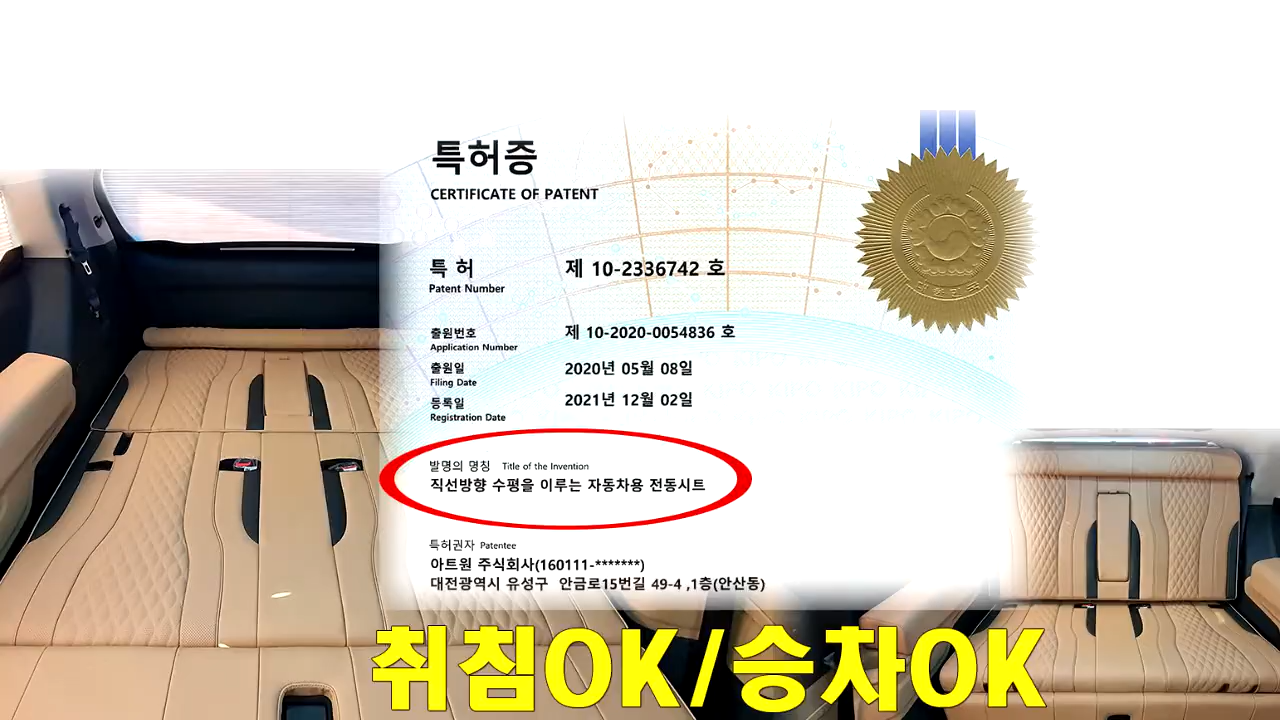 특허증
CERTIFICATE OF PATENT
특 허 제 10-2336742 호
Patent Number
출원번호 제 10-2020-0054836 호
Application Number
출원일 2020년 05월 08일
Filing Date
등록일 2021년 12월 02일
Registration Date
발명의 명칭 Title of the Invention
직선방향 수평을 이루는 자동차용 전동시트
특허권자 Patentee
아트원 주식회사(160111-*******)
대전광역시 유성구 안금로15번길 49-4 ,1층(안산동)
대한민국
취침OK/승차OK